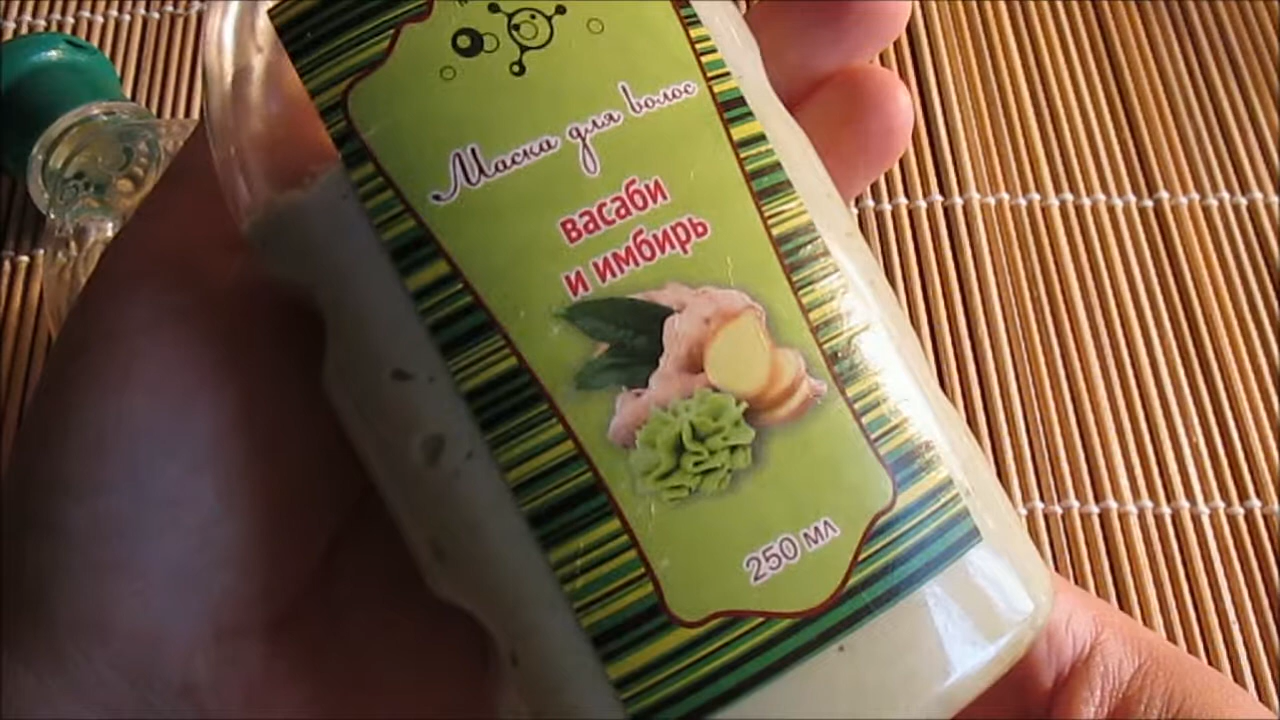 Маска для волос
васаби
и имбирь
250 мл